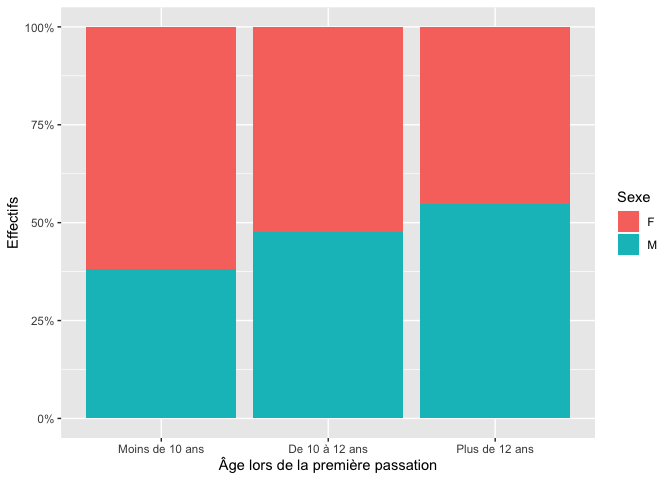 100%
75%
50%
25%
0%
Effectifs
Moins de 10 ans
De 10 à 12 ans
Plus de 12 ans
Âge lors de la première passation
Sexe
F
M